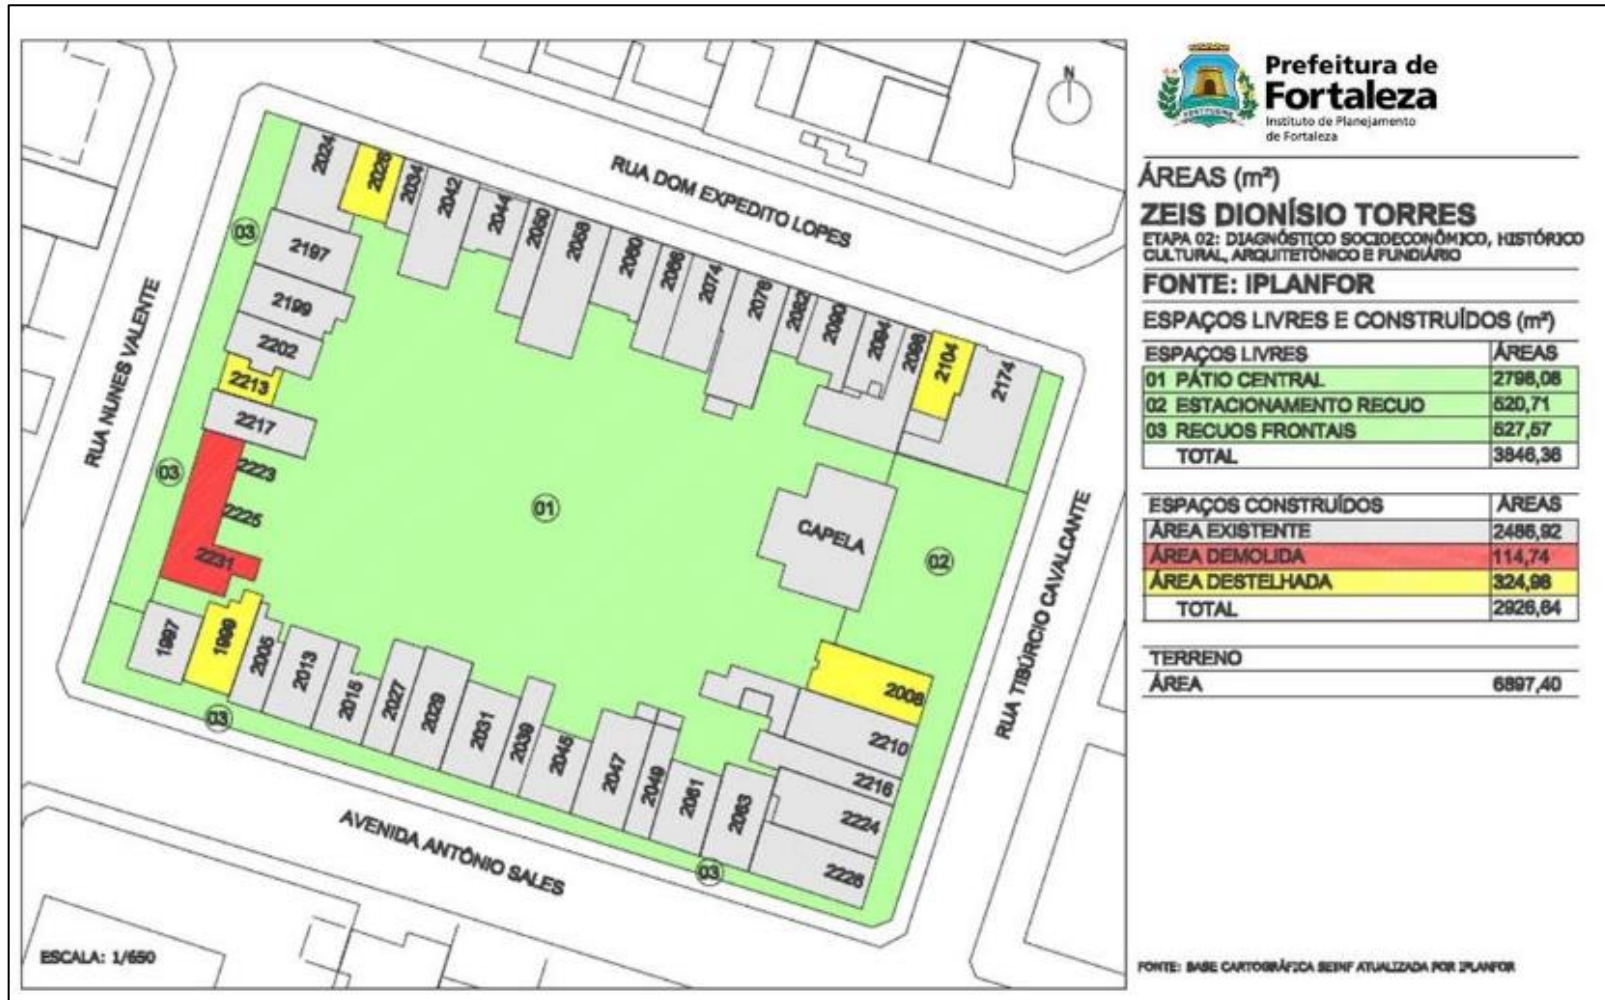 N
Prefeitura de
Fortaleza
Instituto de Planejamento
de Fortaleza
ÁREAS (m²)
ZEIS DIONÍSIO TORRES
ETAPA 02: DIAGNÓSTICO SOCIOECONÔMICO, HISTÓRICO
CULTURAL, ARQUITETÔNICO E FUNDIÁRIO
FONTE: IPLANFOR
ESPAÇOS LIVRES E CONSTRUÍDOS (m²)
ESPAÇOS LIVRES ÁREAS
01 PÁTIO CENTRAL 2798,08
02 ESTACIONAMENTO RECUO 520,71
03 RECUOS FRONTAIS 527,57
TOTAL 3846,36
ESPAÇOS CONSTRUÍDOS ÁREAS
ÁREA EXISTENTE 2486,92
ÁREA DEMOLIDA 114,74
ÁREA DESTELHADA 324,98
TOTAL 2926,64
TERRENO
ÁREA 6897,40
FONTE: BASE CARTOGRÁFICA SEINF ATUALIZADA POR IPLANFOR
RUA DOM EXPEDITO LOPES
RUA NUNES VALENTE
RUA TIBÚRCIO CAVALCANTE
AVENIDA ANTÔNIO SALES
2024
2026
2034
2042
2044
2050
2058
2060
2066
2074
2076
2082
2090
2094
2098
2104
2174
03
2197
2199
2202
2213
2217
03
2223
2225
2231
01
CAPELA
02
1997
1999
2005
2013
2015
2027
2029
2031
2039
2045
2047
2049
2061
2063
2008
2210
2216
2224
2226
03
03
ESCALA: 1/650